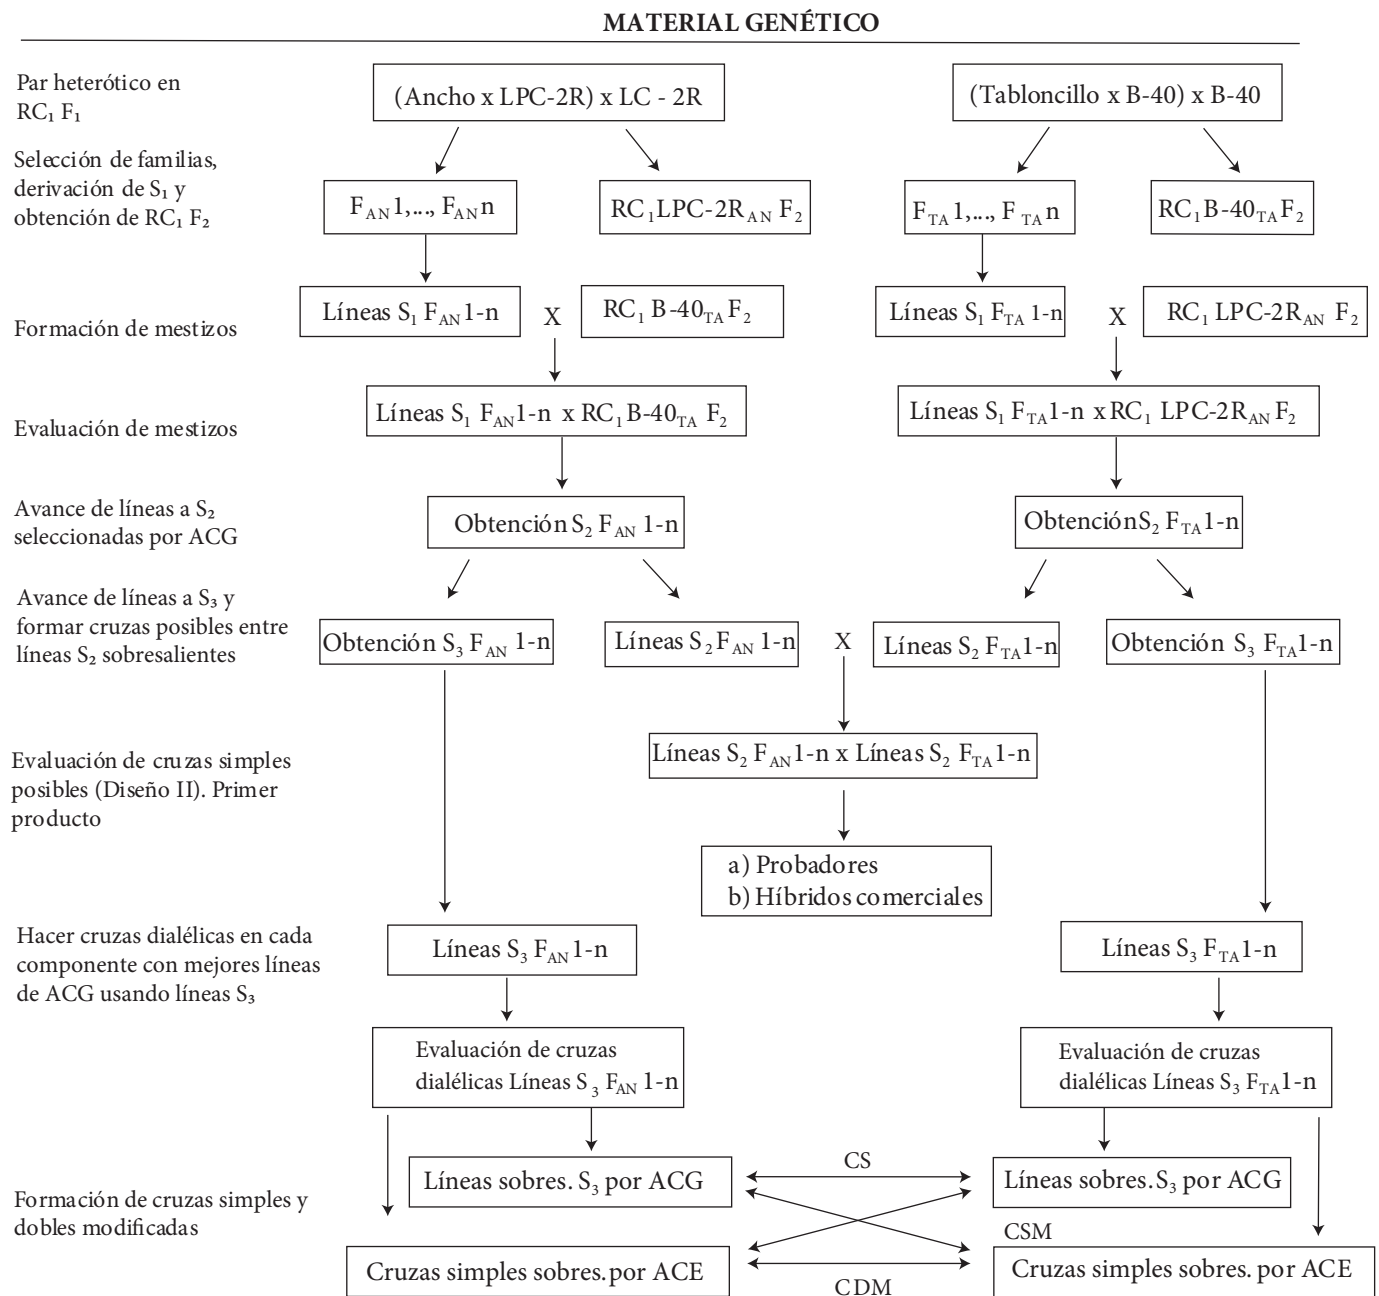 MATERIAL GENÉTICO
Par heterótico en
RC₁ F₁
(Ancho x LPC-2R) x LC - 2R
(Tabloncillo x B-40) x B-40
Selección de familias,
derivación de S₁ y
obtención de RC₁ F₂
F_AN 1,..., F_AN n
RC₁LPC-2R_AN F₂
F_TA 1,..., F_TA n
RC₁B-40_TA F₂
Formación de mestizos
Líneas S₁ F_AN 1-n
X
RC₁ B-40_TA F₂
Líneas S₁ F_TA 1-n
X
RC₁ LPC-2R_AN F₂
Evaluación de mestizos
Líneas S₁ F_AN 1-n x RC₁ B-40_TA F₂
Líneas S₁ F_TA 1-n x RC₁ LPC-2R_AN F₂
Avance de líneas a S₂
seleccionadas por ACG
Obtención S₂ F_AN 1-n
Obtención S₂ F_TA 1-n
Avance de líneas a S₃ y
formar cruzas posibles entre
líneas S₂ sobresalientes
Obtención S₃ F_AN 1-n
Líneas S₂ F_AN 1-n
X
Líneas S₂ F_TA 1-n
Obtención S₃ F_TA 1-n
Evaluación de cruzas simples
posibles (Diseño II). Primer
producto
Líneas S₂ F_AN 1-n x Líneas S₂ F_TA 1-n
a) Probadores
b) Híbridos comerciales
Hacer cruzas dialélicas en cada
componente con mejores líneas
de ACG usando líneas S₃
Líneas S₃ F_AN 1-n
Líneas S₃ F_TA 1-n
Evaluación de cruzas
dialélicas Líneas S₃ F_AN 1-n
Evaluación de cruzas
dialélicas Líneas S₃ F_TA 1-n
Formación de cruzas simples y
dobles modificadas
Líneas sobres. S₃ por ACG
CS
Líneas sobres. S₃ por ACG
CSM
Cruzas simples sobres. por ACE
CDM
Cruzas simples sobres. por ACE